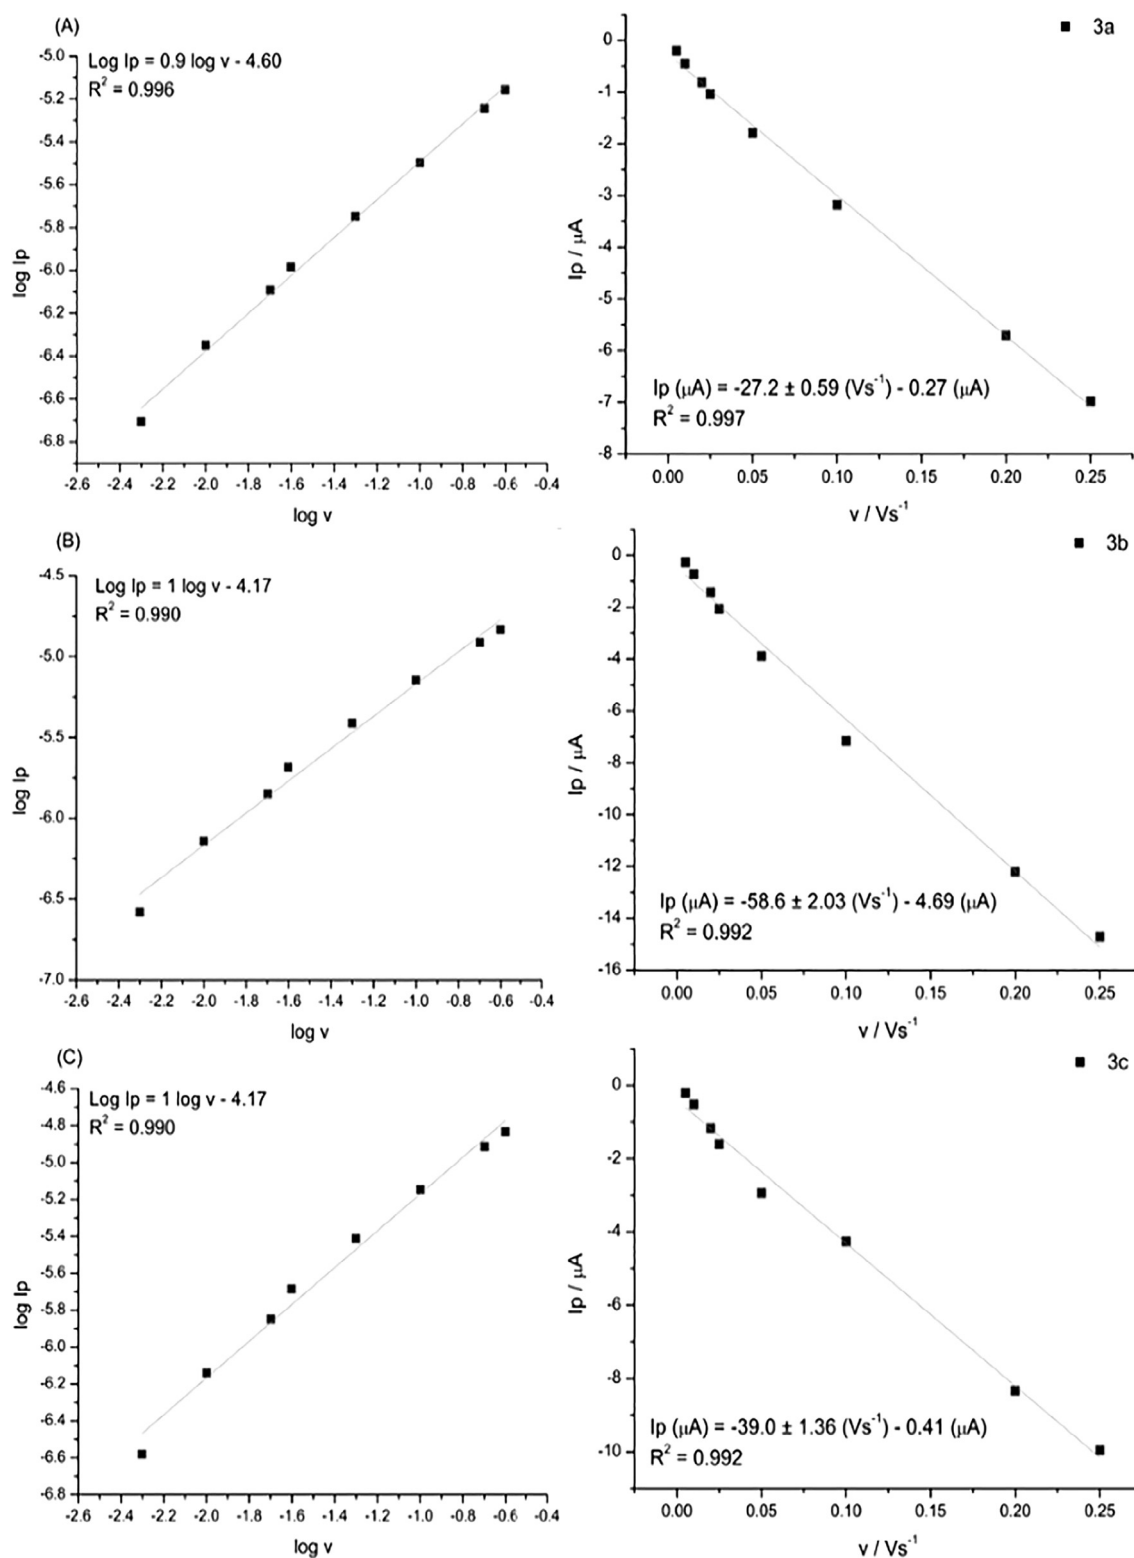 (A)
Log Ip = 0.9 log v - 4.60
R² = 0.996
-5.0
-5.2
-5.4
-5.6
-5.8
-6.0
-6.2
-6.4
-6.6
-6.8
log Ip
-2.6 -2.4 -2.2 -2.0 -1.8 -1.6 -1.4 -1.2 -1.0 -0.8 -0.6 -0.4
log v
3a
0
-1
-2
-3
-4
-5
-6
-7
-8
Ip / μA
Ip (μA) = -27.2 ± 0.59 (Vs⁻¹) - 0.27 (μA)
R² = 0.997
0.00 0.05 0.10 0.15 0.20 0.25
v / Vs⁻¹
(B)
Log Ip = 1 log v - 4.17
R² = 0.990
-4.5
-5.0
-5.5
-6.0
-6.5
-7.0
log Ip
-2.6 -2.4 -2.2 -2.0 -1.8 -1.6 -1.4 -1.2 -1.0 -0.8 -0.6 -0.4
log v
3b
0
-2
-4
-6
-8
-10
-12
-14
-16
Ip / μA
Ip (μA) = -58.6 ± 2.03 (Vs⁻¹) - 4.69 (μA)
R² = 0.992
0.00 0.05 0.10 0.15 0.20 0.25
v / Vs⁻¹
(C)
Log Ip = 1 log v - 4.17
R² = 0.990
-4.6
-4.8
-5.0
-5.2
-5.4
-5.6
-5.8
-6.0
-6.2
-6.4
-6.6
-6.8
log Ip
-2.6 -2.4 -2.2 -2.0 -1.8 -1.6 -1.4 -1.2 -1.0 -0.8 -0.6 -0.4
log v
3c
0
-2
-4
-6
-8
-10
Ip / μA
Ip (μA) = -39.0 ± 1.36 (Vs⁻¹) - 0.41 (μA)
R² = 0.992
0.00 0.05 0.10 0.15 0.20 0.25
v / Vs⁻¹